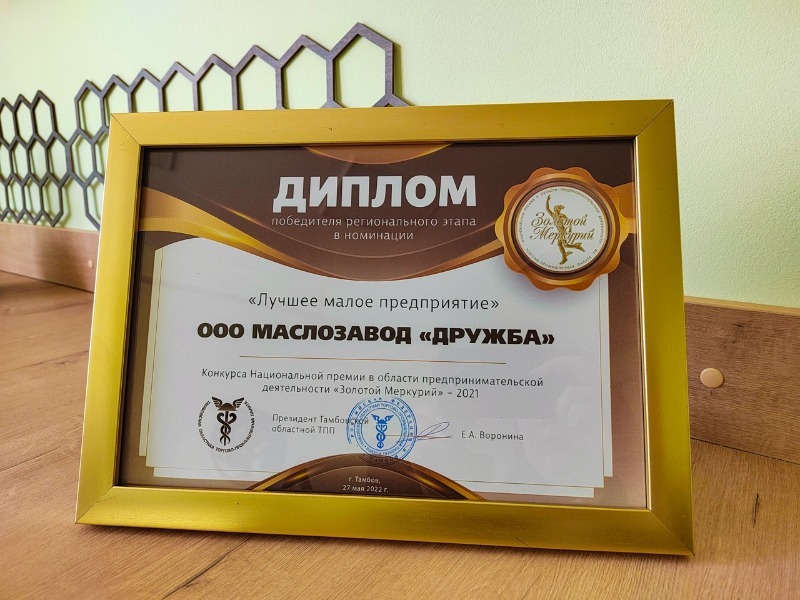 ДИПЛОМ
победителя регионального этапа
в номинации
Золотой
Меркурий
«Лучшее малое предприятие»
ООО МАСЛОЗАВОД «ДРУЖБА»
Конкурса Национальной премии в области предпринимательской
деятельности «Золотой Меркурий» – 2021
Президент Тамбовской
областной ТПП
Е.А. Воронина
г. Тамбов,
27 мая 2022 г.